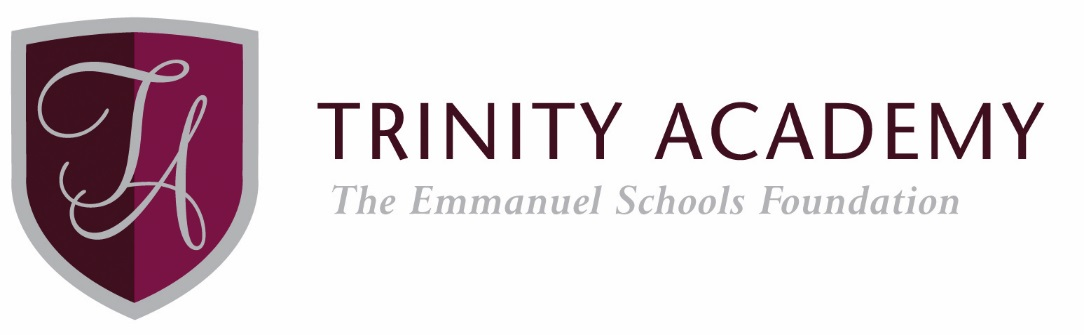 TA
TRINITY ACADEMY
The Emmanuel Schools Foundation